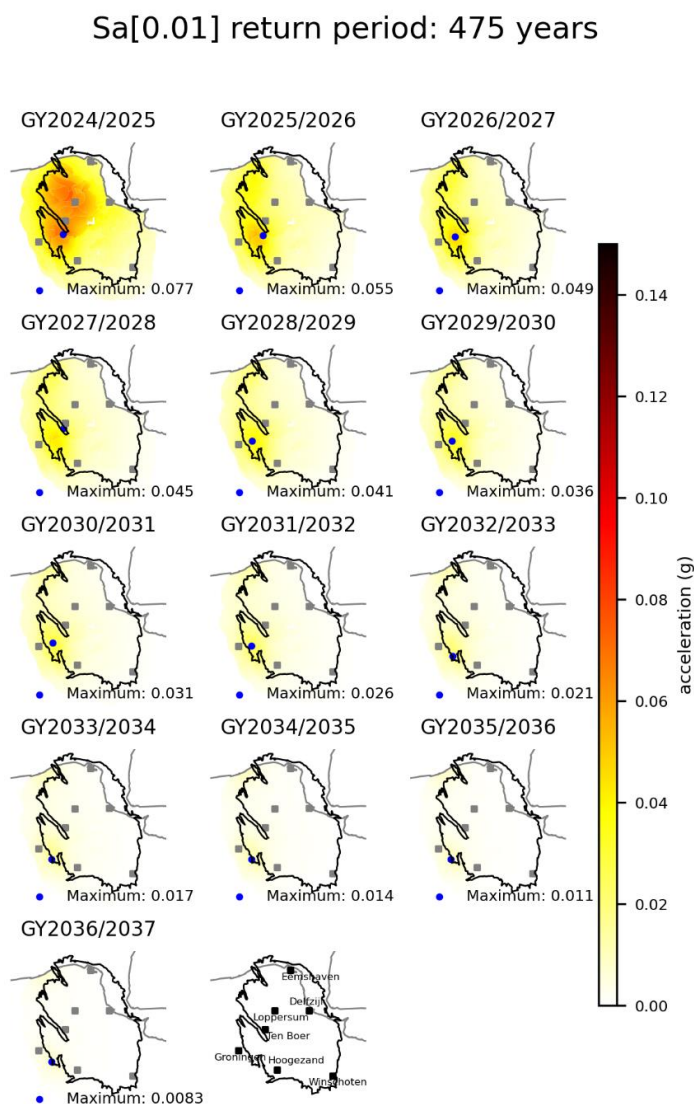 Sa[0.01] return period: 475 years
GY2024/2025 GY2025/2026 GY2026/2027
Maximum: 0.077 Maximum: 0.055 Maximum: 0.049
GY2027/2028 GY2028/2029 GY2029/2030
Maximum: 0.045 Maximum: 0.041 Maximum: 0.036
GY2030/2031 GY2031/2032 GY2032/2033
Maximum: 0.031 Maximum: 0.026 Maximum: 0.021
GY2033/2034 GY2034/2035 GY2035/2036
Maximum: 0.017 Maximum: 0.014 Maximum: 0.011
GY2036/2037
Maximum: 0.0083
Eemshaven
Delfzijl
Loppersum
Ten Boer
Groningen Hoogezand
Winschoten
0.14
0.12
0.10
0.08
0.06
0.04
0.02
0.00
acceleration (g)